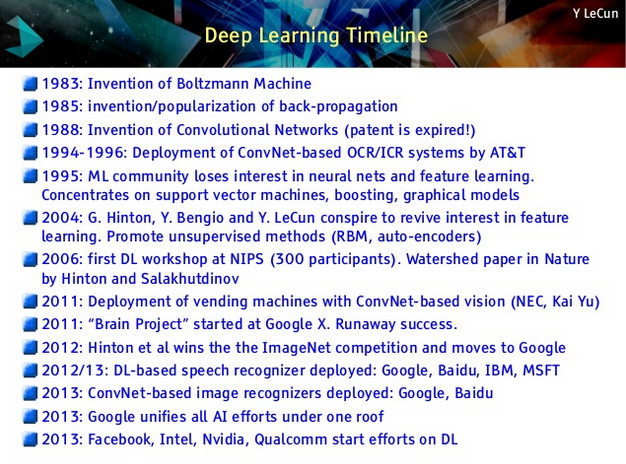 Y LeCun
Deep Learning Timeline
1983: Invention of Boltzmann Machine
1985: invention/popularization of back-propagation
1988: Invention of Convolutional Networks (patent is expired!)
1994-1996: Deployment of ConvNet-based OCR/ICR systems by AT&T
1995: ML community loses interest in neural nets and feature learning.
Concentrates on support vector machines, boosting, graphical models
2004: G. Hinton, Y. Bengio and Y. LeCun conspire to revive interest in feature
learning. Promote unsupervised methods (RBM, auto-encoders)
2006: first DL workshop at NIPS (300 participants). Watershed paper in Nature
by Hinton and Salakhutdinov
2011: Deployment of vending machines with ConvNet-based vision (NEC, Kai Yu)
2011: “Brain Project” started at Google X. Runaway success.
2012: Hinton et al wins the the ImageNet competition and moves to Google
2012/13: DL-based speech recognizer deployed: Google, Baidu, IBM, MSFT
2013: ConvNet-based image recognizers deployed: Google, Baidu
2013: Google unifies all AI efforts under one roof
2013: Facebook, Intel, Nvidia, Qualcomm start efforts on DL